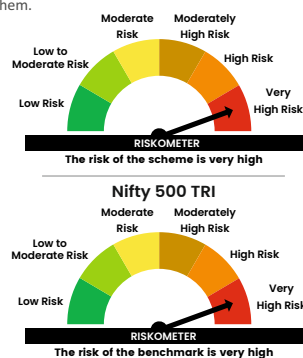 hem.
Moderate Moderately
Risk High Risk
Low to
Moderate Risk High Risk
Low Risk Very
High Risk
RISKOMETER
The risk of the scheme is very high
Nifty 500 TRI
Moderate Moderately
Risk High Risk
Low to
Moderate Risk High Risk
Low Risk Very
High Risk
RISKOMETER
The risk of the benchmark is very high